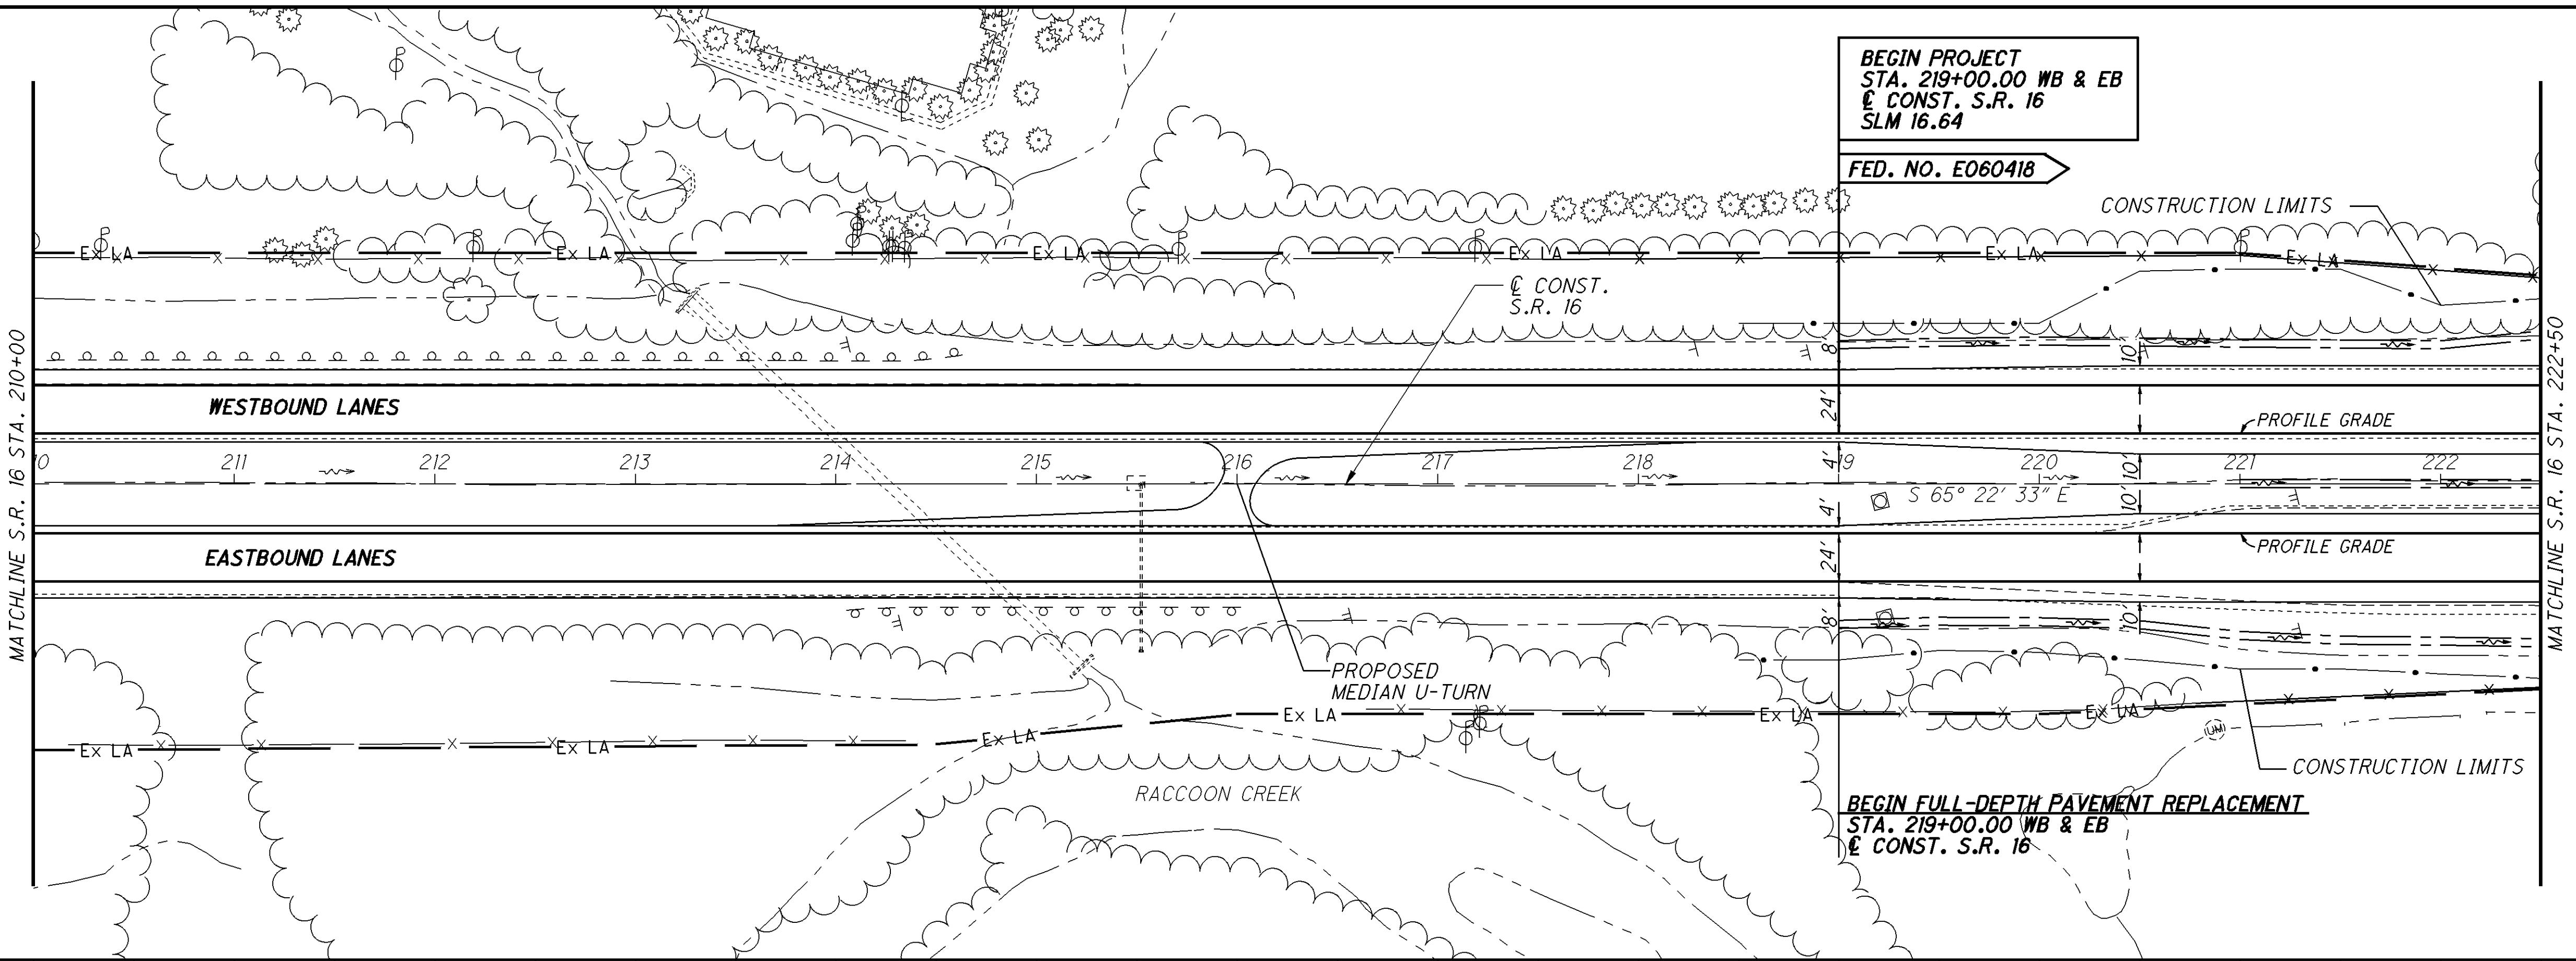 BEGIN PROJECT
STA. 219+00.00 WB & EB
℄ CONST. S.R. 16
SLM 16.64
FED. NO. E060418
CONSTRUCTION LIMITS
Ex LA
Ex LA
Ex LA
Ex LA
Ex LA
Ex LA
℄ CONST.
S.R. 16
8'
10'
MATCHLINE S.R. 16 STA. 210+00
MATCHLINE S.R. 16 STA. 222+50
WESTBOUND LANES
24'
PROFILE GRADE
10
211
212
213
214
215
216
217
218
19
220
221
222
4'
10'
S 65° 22' 33" E
4'
10'
EASTBOUND LANES
24'
PROFILE GRADE
8'
10'
PROPOSED
MEDIAN U-TURN
Ex LA
Ex LA
Ex LA
Ex LA
Ex LA
Ex LA
UM
CONSTRUCTION LIMITS
RACCOON CREEK
BEGIN FULL-DEPTH PAVEMENT REPLACEMENT
STA. 219+00.00 WB & EB
℄ CONST. S.R. 16